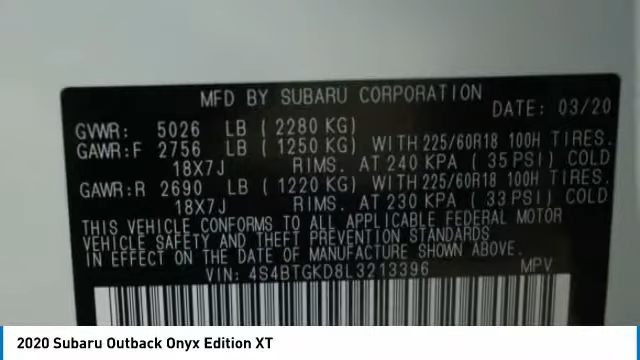 MFD BY SUBARU CORPORATION
DATE: 03/20
GVWR: 5026 LB ( 2280 KG)
GAWR:F 2756 LB ( 1250 KG) WITH 225/60R18 100H TIRES.
18X7J RIMS. AT 240 KPA ( 35 PSI) COLD
GAWR:R 2690 LB ( 1220 KG) WITH 225/60R18 100H TIRES.
18X7J RIMS. AT 230 KPA ( 33 PSI) COLD
THIS VEHICLE CONFORMS TO ALL APPLICABLE FEDERAL MOTOR
VEHICLE SAFETY AND THEFT PREVENTION STANDARDS
IN EFFECT ON THE DATE OF MANUFACTURE SHOWN ABOVE.
VIN: 4S4BTGKD8L3213396 MPV
2020 Subaru Outback Onyx Edition XT